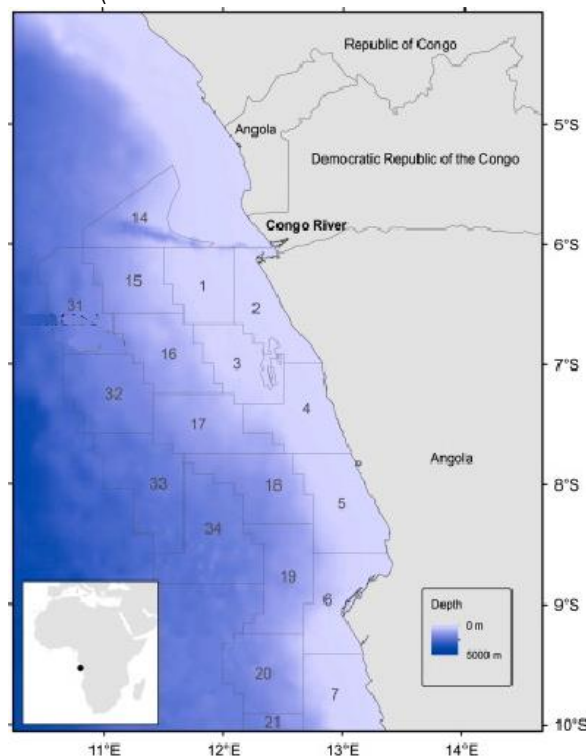 Republic of Congo
5°S
Angola
Democratic Republic of the Congo
14
Congo River
6°S
15
1
2
31
16
3
7°S
32
4
17
33
18
5
8°S
34
19
6
Angola
Depth
0 m
5000 m
9°S
20
7
21
10°S
11°E
12°E
13°E
14°E